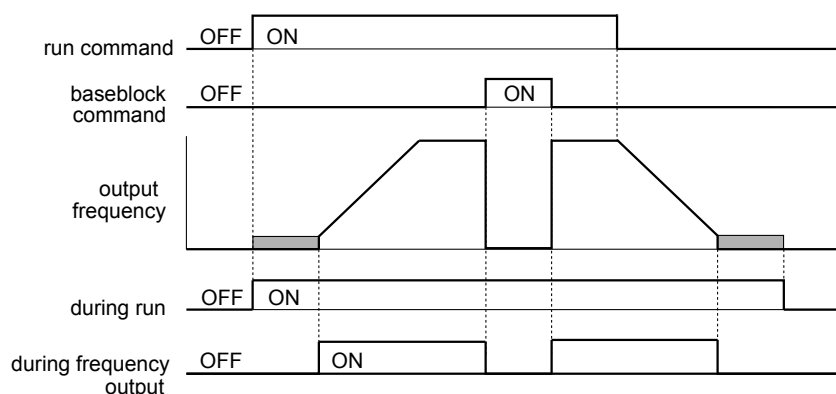 run command OFF ON
baseblock
command OFF ON
output
frequency
during run OFF ON
during frequency
output OFF ON